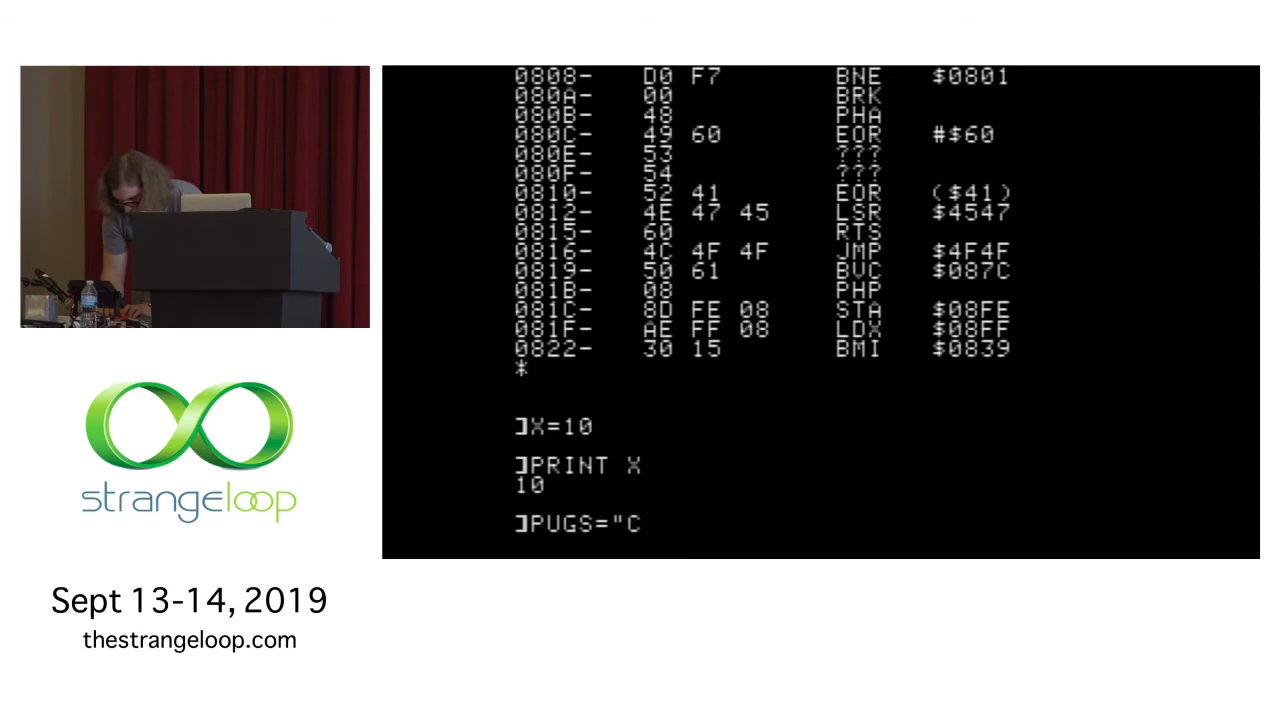 0808- D0 F7 BNE $0801
080A- 00 BRK
080B- 48 PHA
080C- 49 60 EOR #$60
080E- 53 ???
080F- 54 ???
0810- 52 41 EOR ($41)
0812- 4E 47 45 LSR $4547
0815- 60 RTS
0816- 4C 4F 4F JMP $4F4F
0819- 50 61 BVC $087C
081B- 08 PHP
081C- 8D FE 08 STA $08FE
081F- AE FF 08 LDX $08FF
0822- 30 15 BMI $0839
*
]X=10
]PRINT X
10
]PUGS="C
strangeloop
Sept 13-14, 2019
thestrangeloop.com